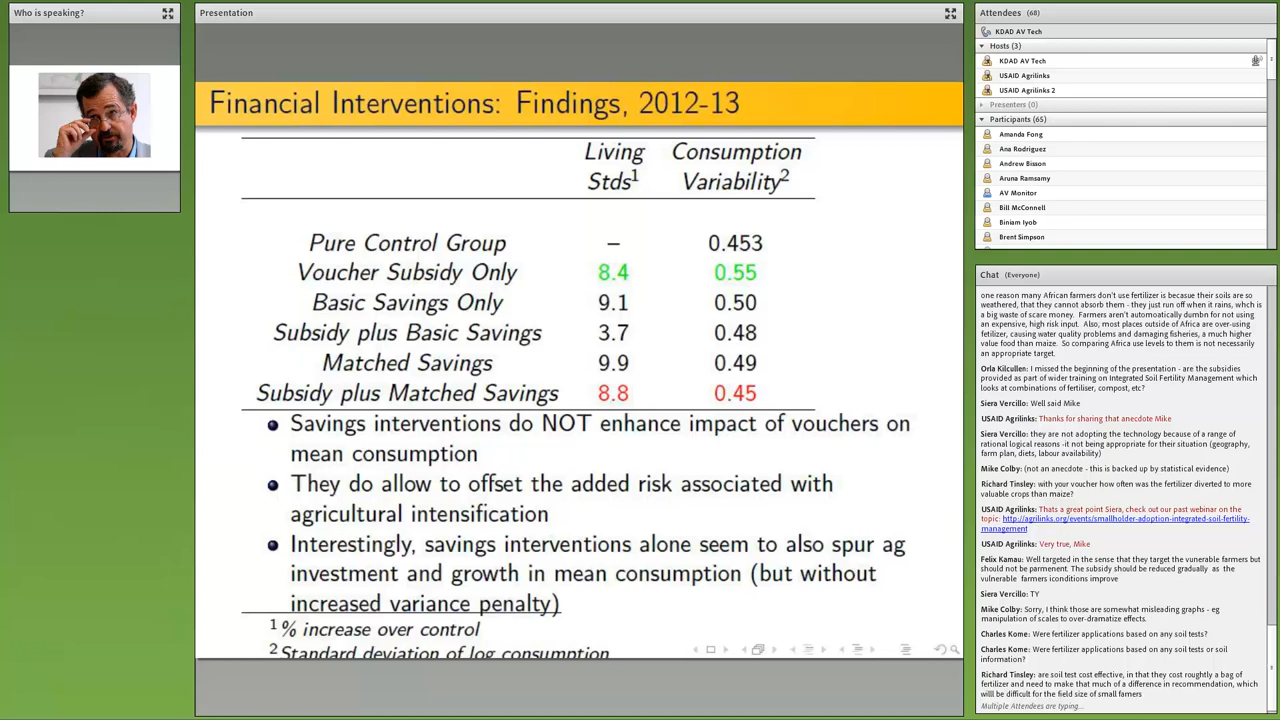 Who is speaking?
Presentation
Financial Interventions: Findings, 2012-13
Living Consumption
Stds1 Variability2
Pure Control Group – 0.453
Voucher Subsidy Only 8.4 0.55
Basic Savings Only 9.1 0.50
Subsidy plus Basic Savings 3.7 0.48
Matched Savings 9.9 0.49
Subsidy plus Matched Savings 8.8 0.45
Savings interventions do NOT enhance impact of vouchers on
mean consumption
They do allow to offset the added risk associated with
agricultural intensification
Interestingly, savings interventions alone seem to also spur ag
investment and growth in mean consumption (but without
increased variance penalty)
1% increase over control
2Standard deviation of log consumption
Attendees (68)
KDAD AV Tech
Hosts (3)
KDAD AV Tech
USAID Agrilinks
USAID Agrilinks 2
Presenters (0)
Participants (65)
Amanda Fong
Ana Rodriguez
Andrew Bisson
Aruna Ramsamy
AV Monitor
Bill McConnell
Biniam Iyob
Brent Simpson
Chat (Everyone)
one reason many African farmers don't use fertilizer is becasue their soils are so
weathered, that they cannot absorb them - they just run off when it rains, whch is
a big waste of scare money. Farmers aren't automoatically dumbn for not using
an expensive, high risk input. Also, most places outside of Africa are over-using
fetilizer, causing water quality problems and damaging fisheries, a much higher
value food than maize. So comparing Africa use levels to them is not necessarily
an appropriate target.
Orla Kilcullen: I missed the beginning of the presentation - are the subsidies
provided as part of wider training on Integrated Soil Fertility Management which
looks at combinations of fertiliser, compost, etc?
Siera Vercillo: Well said Mike
USAID Agrilinks: Thanks for sharing that anecdote Mike
Siera Vercillo: they are not adopting the technology because of a range of
rational logical reasons -it not being appropriate for their situation (geography,
farm plan, diets, labour availability)
Mike Colby: (not an anecdote - this is backed up by statistical evidence)
Richard Tinsley: with your voucher how often was the fertilizer diverted to more
valuable crops than maize?
USAID Agrilinks: Thats a great point Siera, check out our past webinar on the
topic: http://agrilinks.org/events/smallholder-adoption-integrated-soil-fertility-
management
USAID Agrilinks: Very true, Mike
Felix Kamau: Well targeted in the sense that they target the vunerable farmers but
should not be parmenent. The subsidy should be reduced gradually as the
vulnerable farmers iconditions improve
Siera Vercillo: TY
Mike Colby: Sorry, I think those are somewhat misleading graphs - eg
manipulation of scales to over-dramatize effects.
Charles Kome: Were fertilizer applications based on any soil tests?
Charles Kome: Were fertilizer applications based on any soil tests or soil
information?
Richard Tinsley: are soil test cost effective, in that they cost roughtly a bag of
fertilizer and need to make that much of a difference in recommendation, which
willl be difficult for the field size of small famers
Multiple Attendees are typing...